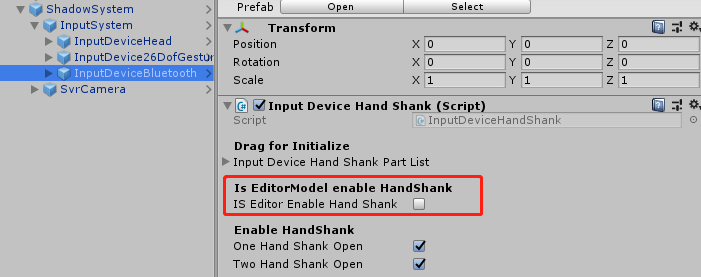 ShadowSystem
InputSystem
InputDeviceHead
InputDevice26DofGestur
InputDeviceBluetooth
SvrCamera
Prefab Open Select
Transform
Position X 0 Y 0 Z 0
Rotation X 0 Y 0 Z 0
Scale X 1 Y 1 Z 1
Input Device Hand Shank (Script)
Script InputDeviceHandShank
Drag for Initialize
Input Device Hand Shank Part List
Is EditorModel enable HandShank
IS Editor Enable Hand Shank
Enable HandShank
One Hand Shank Open
Two Hand Shank Open